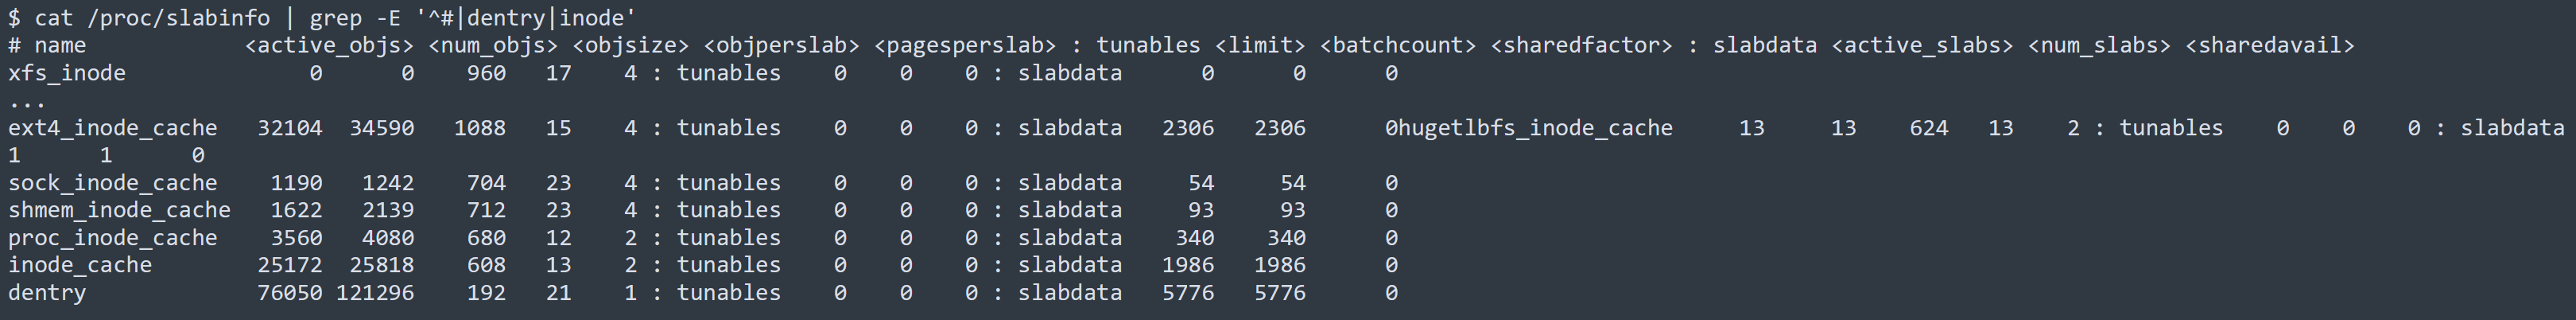 $ cat /proc/slabinfo | grep -E '^#|dentry|inode'
# name            <active_objs> <num_objs> <objsize> <objperslab> <pagesperslab> : tunables <limit> <batchcount> <sharedfactor> : slabdata <active_slabs> <num_slabs> <sharedavail>
xfs_inode              0      0    960   17    4 : tunables    0    0    0 : slabdata      0      0      0
...
ext4_inode_cache   32104  34590   1088   15    4 : tunables    0    0    0 : slabdata   2306   2306      0hugetlbfs_inode_cache     13     13    624   13    2 : tunables    0    0    0 : slabdata
1      1      0
sock_inode_cache    1190   1242    704   23    4 : tunables    0    0    0 : slabdata     54     54      0
shmem_inode_cache   1622   2139    712   23    4 : tunables    0    0    0 : slabdata     93     93      0
proc_inode_cache    3560   4080    680   12    2 : tunables    0    0    0 : slabdata    340    340      0
inode_cache        25172  25818    608   13    2 : tunables    0    0    0 : slabdata   1986   1986      0
dentry             76050 121296    192   21    1 : tunables    0    0    0 : slabdata   5776   5776      0